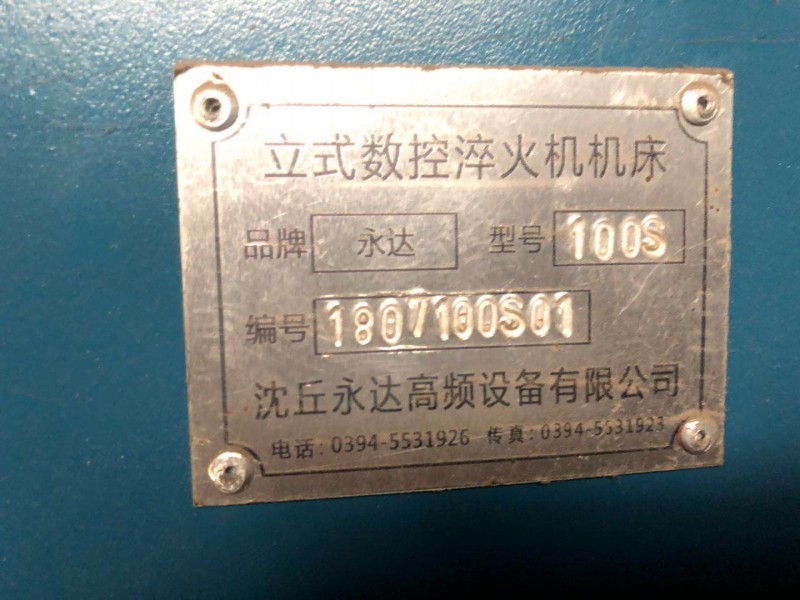 立式数控淬火机机床
品牌 永达 型号 100S
编号 1807100S01
沈丘永达高频设备有限公司
电话:0394-5531926 传真:0394-5531923